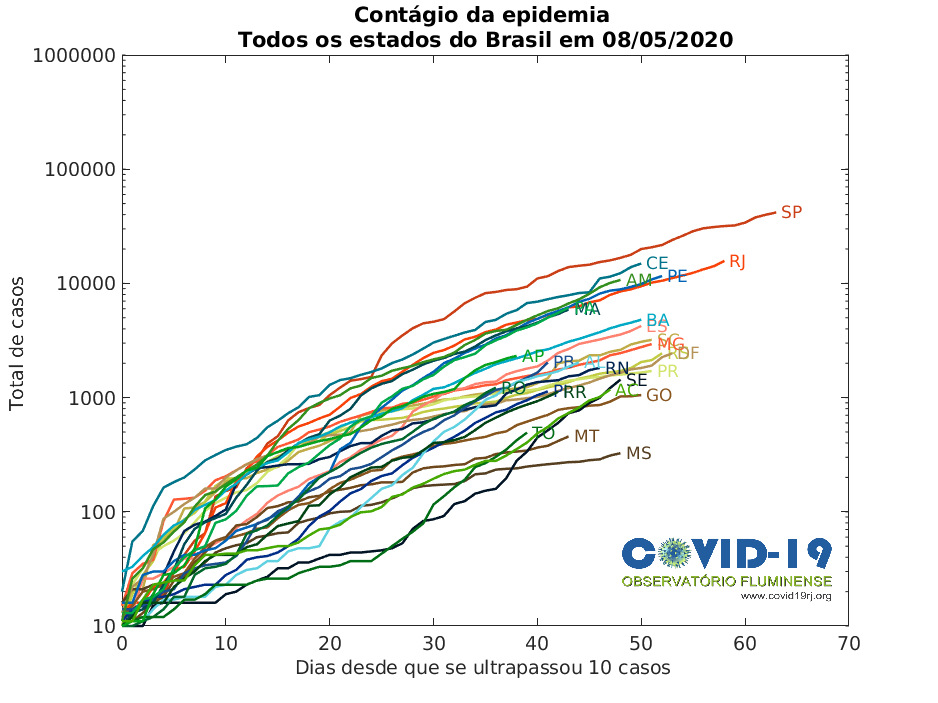 Contágio da epidemia
Todos os estados do Brasil em 08/05/2020
Total de casos
1000000
100000
10000
1000
100
10
0 10 20 30 40 50 60 70
Dias desde que se ultrapassou 10 casos
SP
CE
RJ
AM
PE
MA
BA
ES
SC
MG
DF
AP
PB
AL
RN
PR
SE
RO
RR
AC
GO
TO
MT
MS
COVID-19
OBSERVATÓRIO FLUMINENSE
www.covid19rj.org